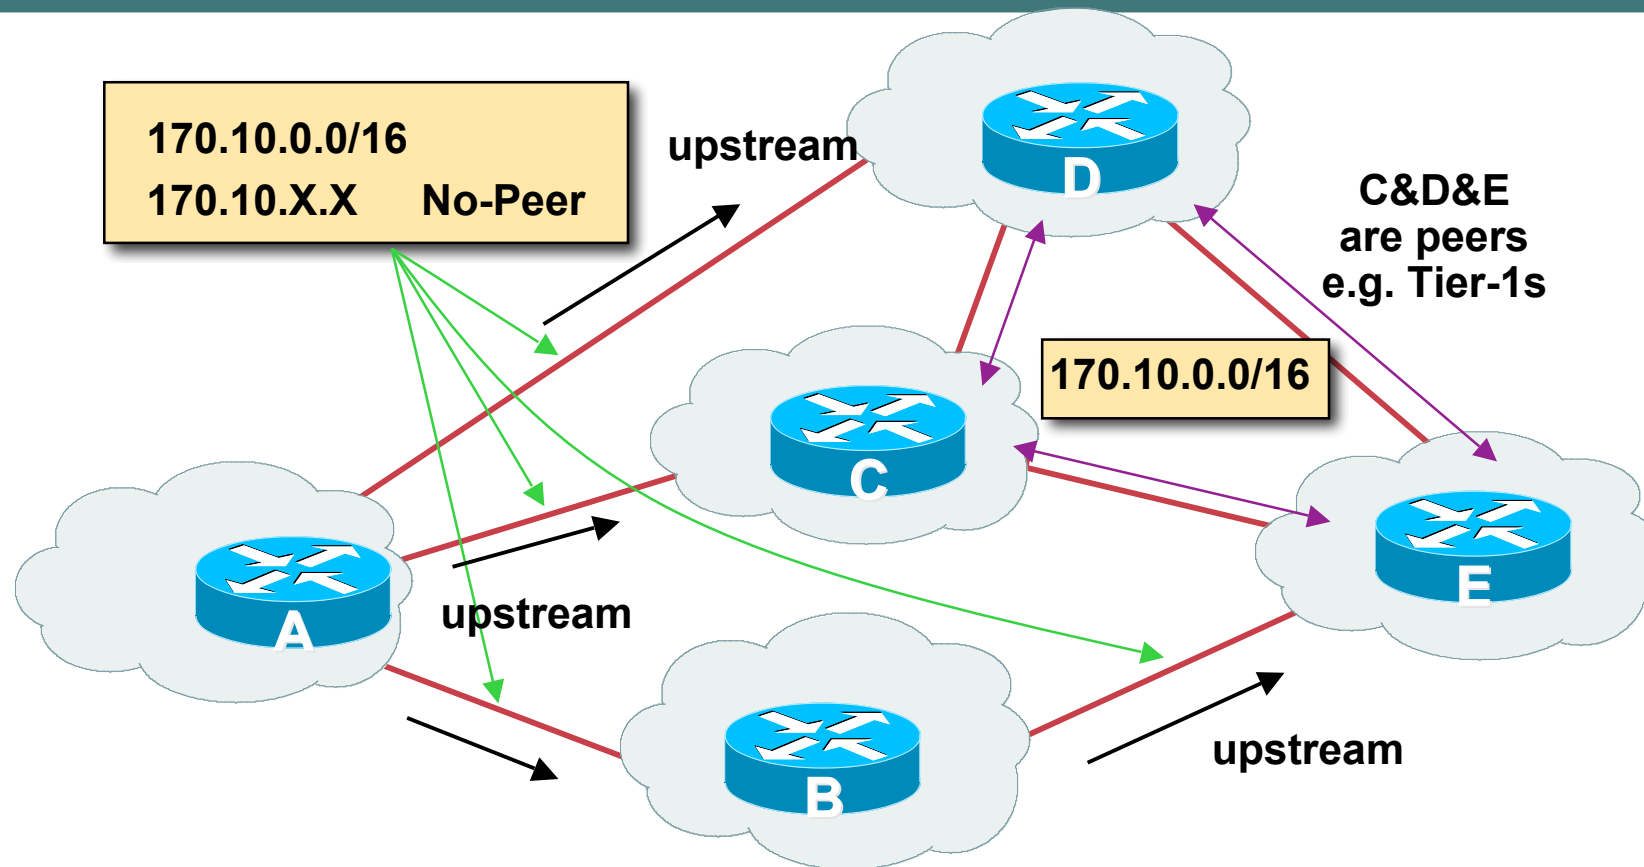 170.10.0.0/16
170.10.X.X No-Peer
upstream
D
C&D&E
are peers
e.g. Tier-1s
170.10.0.0/16
C
A
E
upstream
B
upstream